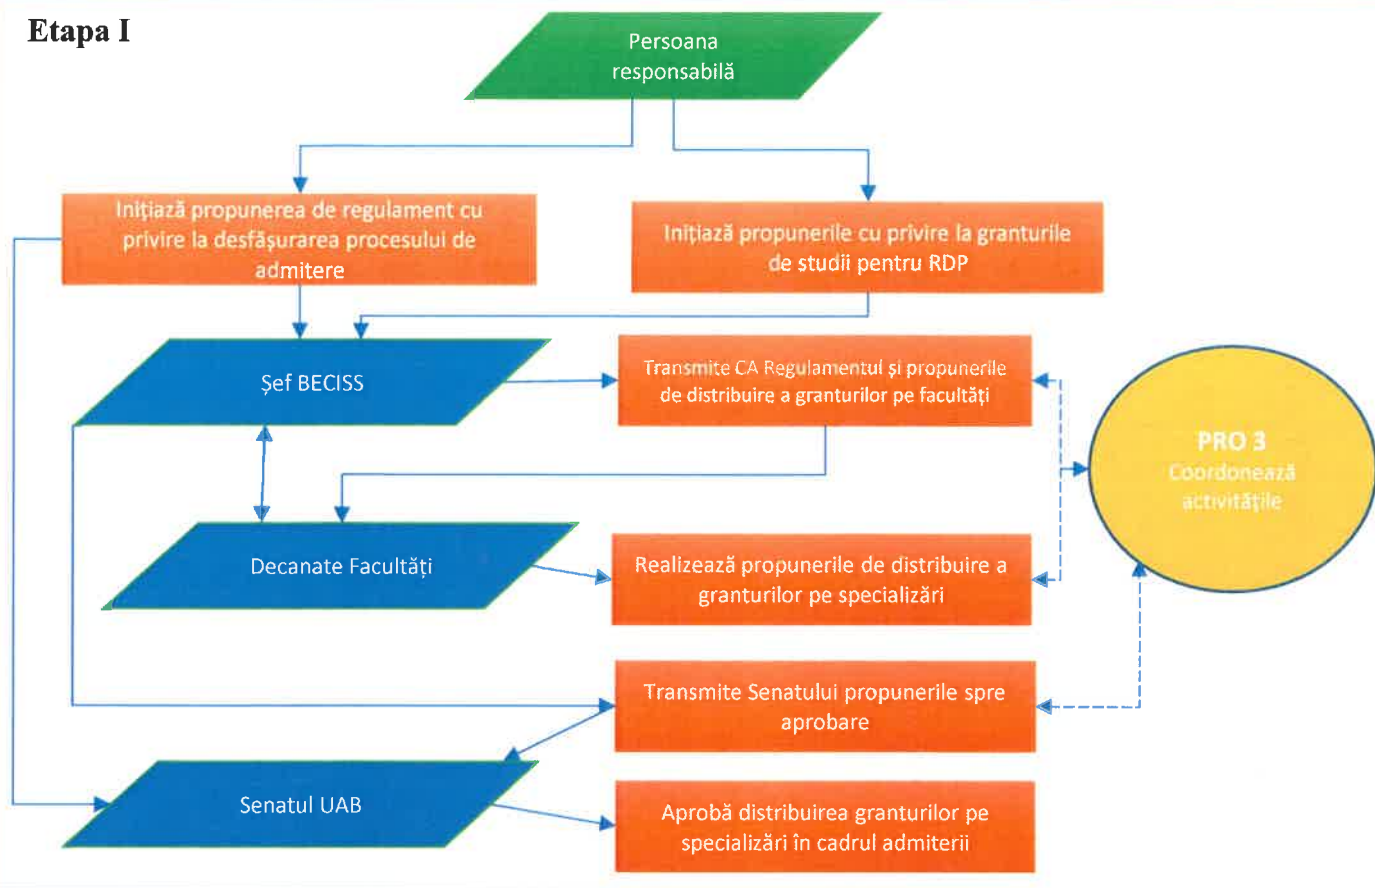 Etapa I
Persoana
responsabilă
Inițiază propunerea de regulament cu
privire la desfășurarea procesului de
admitere
Inițiază propunerile cu privire la granturile
de studii pentru RDP
Șef BECISS
Transmite CA Regulamentul și propunerile
de distribuire a granturilor pe facultăți
PRO 3
Coordonează
activitățile
Decanate Facultăți
Realizează propunerile de distribuire a
granturilor pe specializări
Transmite Senatului propunerile spre
aprobare
Senatul UAB
Aprobă distribuirea granturilor pe
specializări în cadrul admiterii